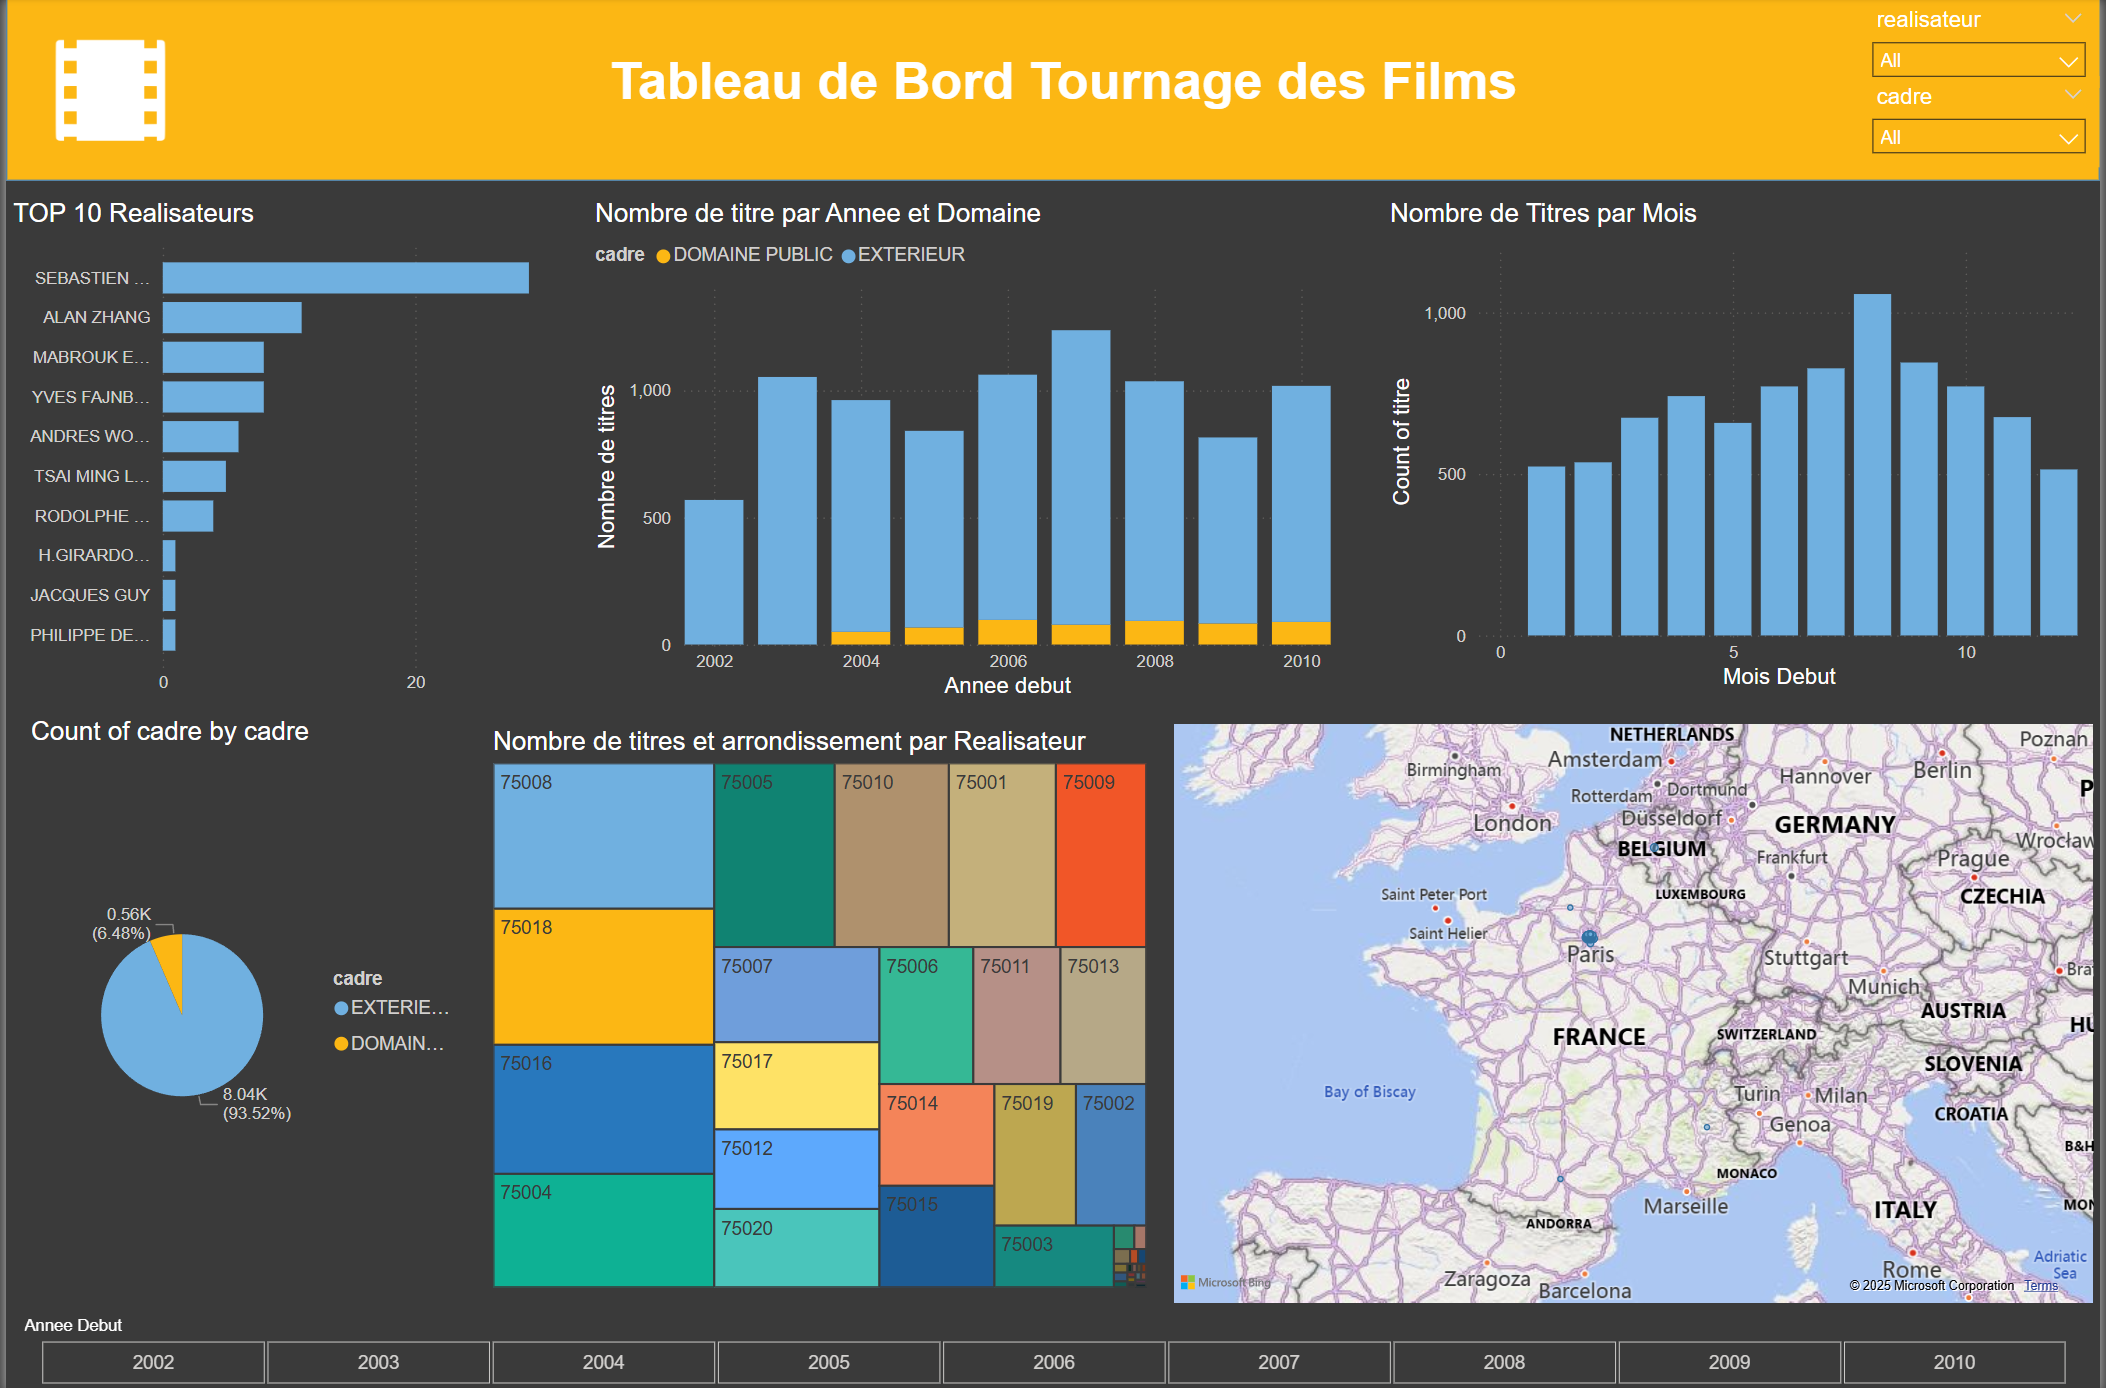 Tableau de Bord Tournage des Films
realisateur
All
cadre
All
TOP 10 Realisateurs
SEBASTIEN ...
ALAN ZHANG
MABROUK E...
YVES FAJNB...
ANDRES WO...
TSAI MING L...
RODOLPHE ...
H.GIRARDO...
JACQUES GUY
PHILIPPE DE...
0
20
Nombre de titre par Annee et Domaine
cadre DOMAINE PUBLIC EXTERIEUR
Nombre de titres
1,000
500
0
2002
2004
2006
2008
2010
Annee debut
Nombre de Titres par Mois
Count of titre
1,000
500
0
0
5
10
Mois Debut
Count of cadre by cadre
0.56K
(6.48%)
8.04K
(93.52%)
cadre
EXTERIE...
DOMAIN...
Nombre de titres et arrondissement par Realisateur
75008
75018
75016
75004
75005
75010
75001
75009
75007
75017
75012
75020
75006
75011
75013
75014
75019
75002
75015
75003
NETHERLANDS
Poznan
Amsterdam
Birmingham
Hannover
Berlin
Rotterdam
Dortmund
P
London
Düsseldorf
GERMANY
BELGIUM
Wrocław
Frankfurt
Prague
Saint Peter Port
LUXEMBOURG
CZECHIA
Saint Helier
Paris
Stuttgart
Bra
Munich
AUSTRIA
FRANCE
SWITZERLAND
HU
SLOVENIA
Bay of Biscay
Turin
Milan
CROATIA
Genoa
B&H
MONACO
Marseille
ITALY
MON
ANDORRA
Adriatic
Sea
Rome
Zaragoza
Barcelona
Microsoft Bing
© 2025 Microsoft Corporation Terms
Annee Debut
2002
2003
2004
2005
2006
2007
2008
2009
2010